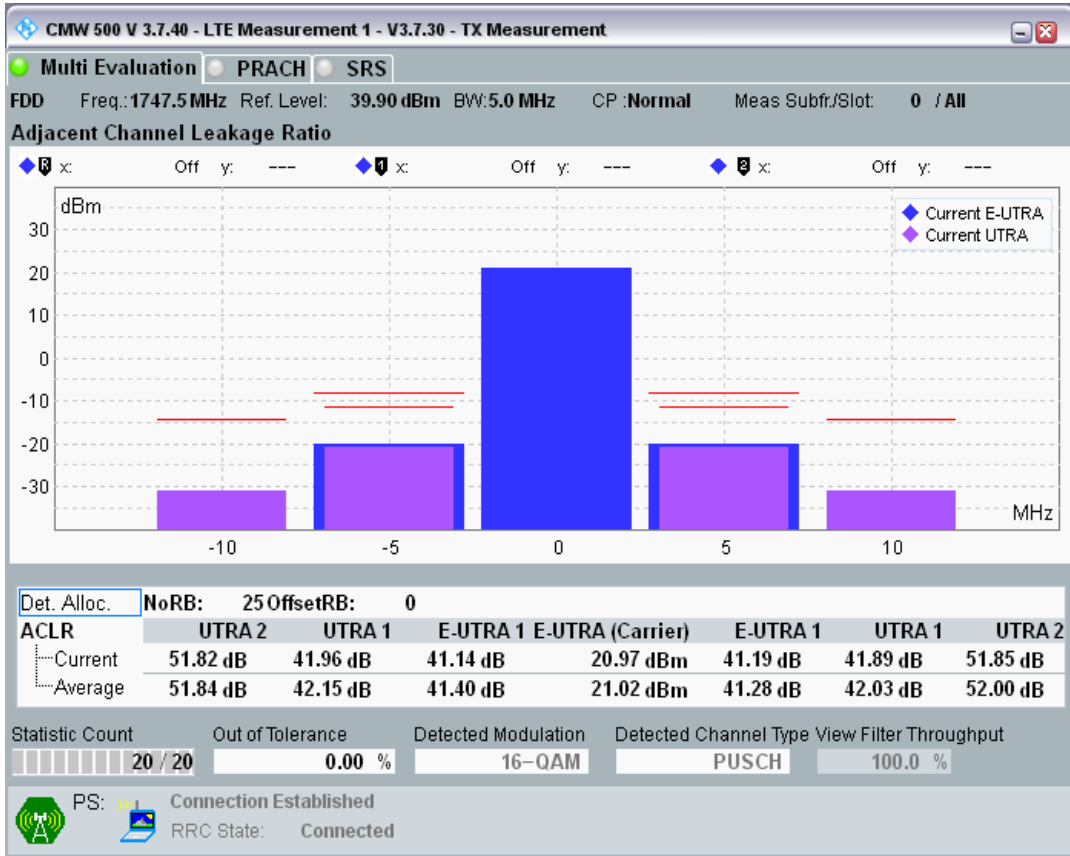 CMW 500 V 3.7.40 - LTE Measurement 1 - V3.7.30 - TX Measurement
Multi Evaluation PRACH SRS
FDD Freq.:1747.5 MHz Ref. Level: 39.90 dBm BW:5.0 MHz CP :Normal Meas Subfr./Slot: 0 / All
Adjacent Channel Leakage Ratio
R x: Off y: --- 1 x: Off y: --- 2 x: Off y: ---
dBm
Current E-UTRA
Current UTRA
30
20
10
0
-10
-20
-30
MHz
-10 -5 0 5 10
Det. Alloc. NoRB: 25 OffsetRB: 0
ACLR UTRA 2 UTRA 1 E-UTRA 1 E-UTRA (Carrier) E-UTRA 1 UTRA 1 UTRA 2
Current 51.82 dB 41.96 dB 41.14 dB 20.97 dBm 41.19 dB 41.89 dB 51.85 dB
Average 51.84 dB 42.15 dB 41.40 dB 21.02 dBm 41.28 dB 42.03 dB 52.00 dB
Statistic Count Out of Tolerance Detected Modulation Detected Channel Type View Filter Throughput
20 / 20 0.00 % 16-QAM PUSCH 100.0 %
PS: Connection Established
RRC State: Connected